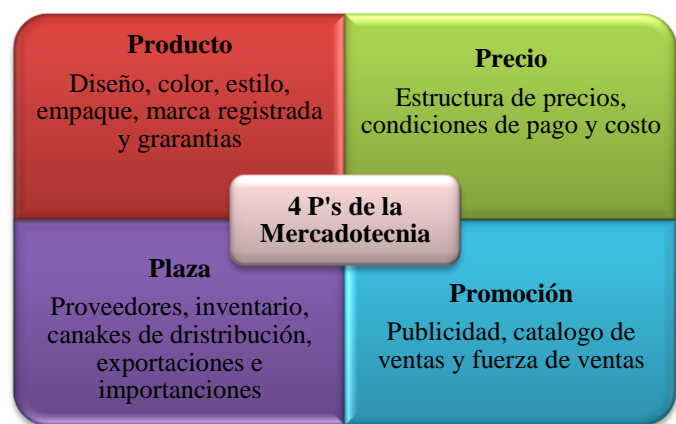 Producto
Diseño, color, estilo,
empaque, marca registrada
y grarantias
Precio
Estructura de precios,
condiciones de pago y costo
4 P's de la
Mercadotecnia
Plaza
Proveedores, inventario,
canakes de dristribución,
exportaciones e
importanciones
Promoción
Publicidad, catalogo de
ventas y fuerza de ventas